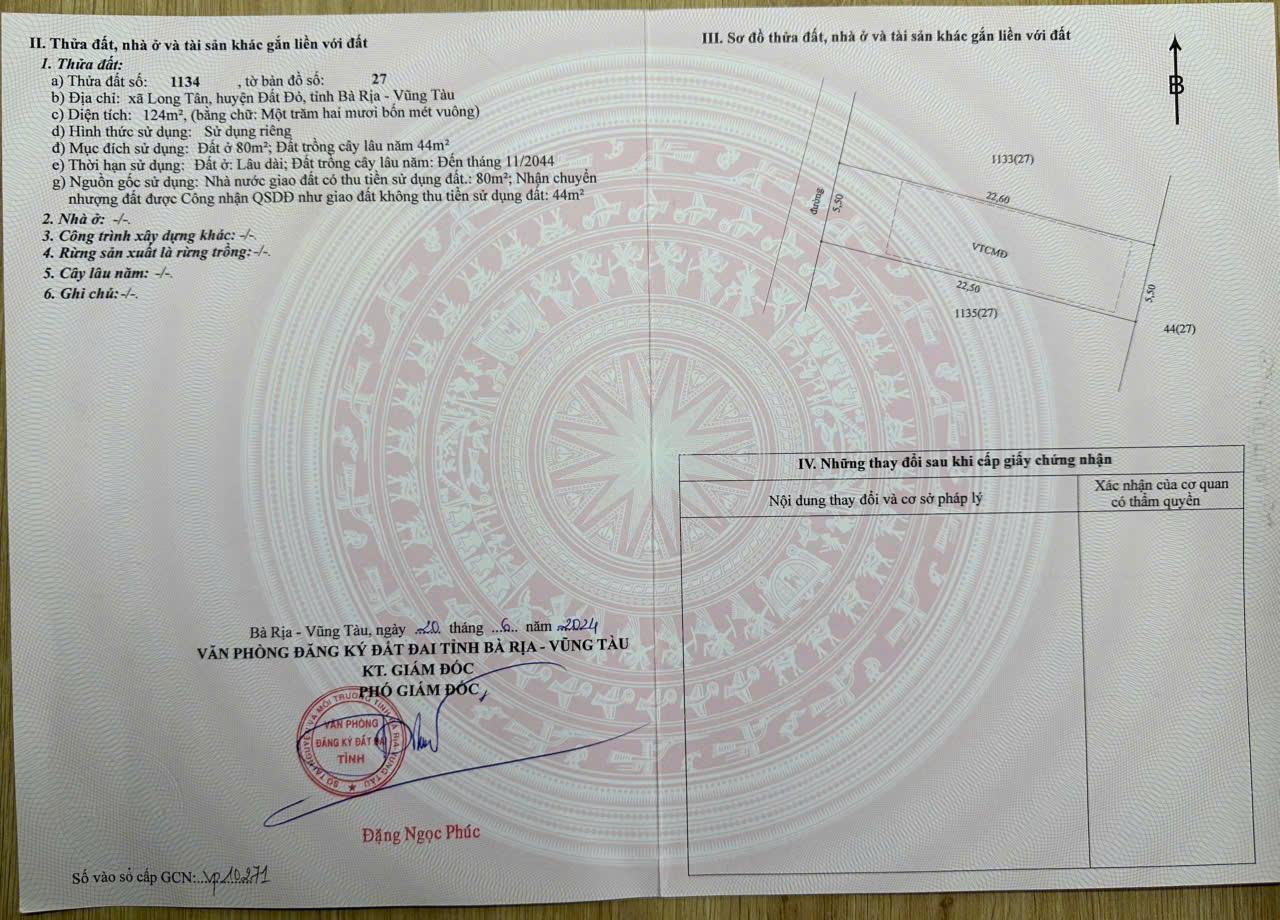 II. Thửa đất, nhà ở và tài sản khác gắn liền với đất
1. Thửa đất:
a) Thửa đất số: 1134 , tờ bản đồ số: 27
b) Địa chỉ: xã Long Tân, huyện Đất Đỏ, tỉnh Bà Rịa - Vũng Tàu
c) Diện tích: 124m², (bằng chữ: Một trăm hai mươi bốn mét vuông)
d) Hình thức sử dụng: Sử dụng riêng
đ) Mục đích sử dụng: Đất ở 80m²; Đất trồng cây lâu năm 44m²
e) Thời hạn sử dụng: Đất ở: Lâu dài; Đất trồng cây lâu năm: Đến tháng 11/2044
g) Nguồn gốc sử dụng: Nhà nước giao đất có thu tiền sử dụng đất.: 80m²; Nhận chuyển
nhượng đất được Công nhận QSDĐ như giao đất không thu tiền sử dụng đất: 44m²
2. Nhà ở: -/-.
3. Công trình xây dựng khác: -/-.
4. Rừng sản xuất là rừng trồng:-/-.
5. Cây lâu năm: -/-.
6. Ghi chú:-/-.
Bà Rịa - Vũng Tàu, ngày ..20.. tháng ...6... năm ..2024
VĂN PHÒNG ĐĂNG KÝ ĐẤT ĐAI TỈNH BÀ RỊA - VŨNG TÀU
KT. GIÁM ĐỐC
PHÓ GIÁM ĐỐC
VĂN PHÒNG
ĐĂNG KÝ ĐẤT ĐAI
TỈNH
Đặng Ngọc Phúc
Số vào sổ cấp GCN:..VP10271
III. Sơ đồ thửa đất, nhà ở và tài sản khác gắn liền với đất
B
1133(27)
đường
5,50
22,60
VTCMĐ
22,50
5,50
1135(27)
44(27)
IV. Những thay đổi sau khi cấp giấy chứng nhận
Nội dung thay đổi và cơ sở pháp lý
Xác nhận của cơ quan
có thẩm quyền